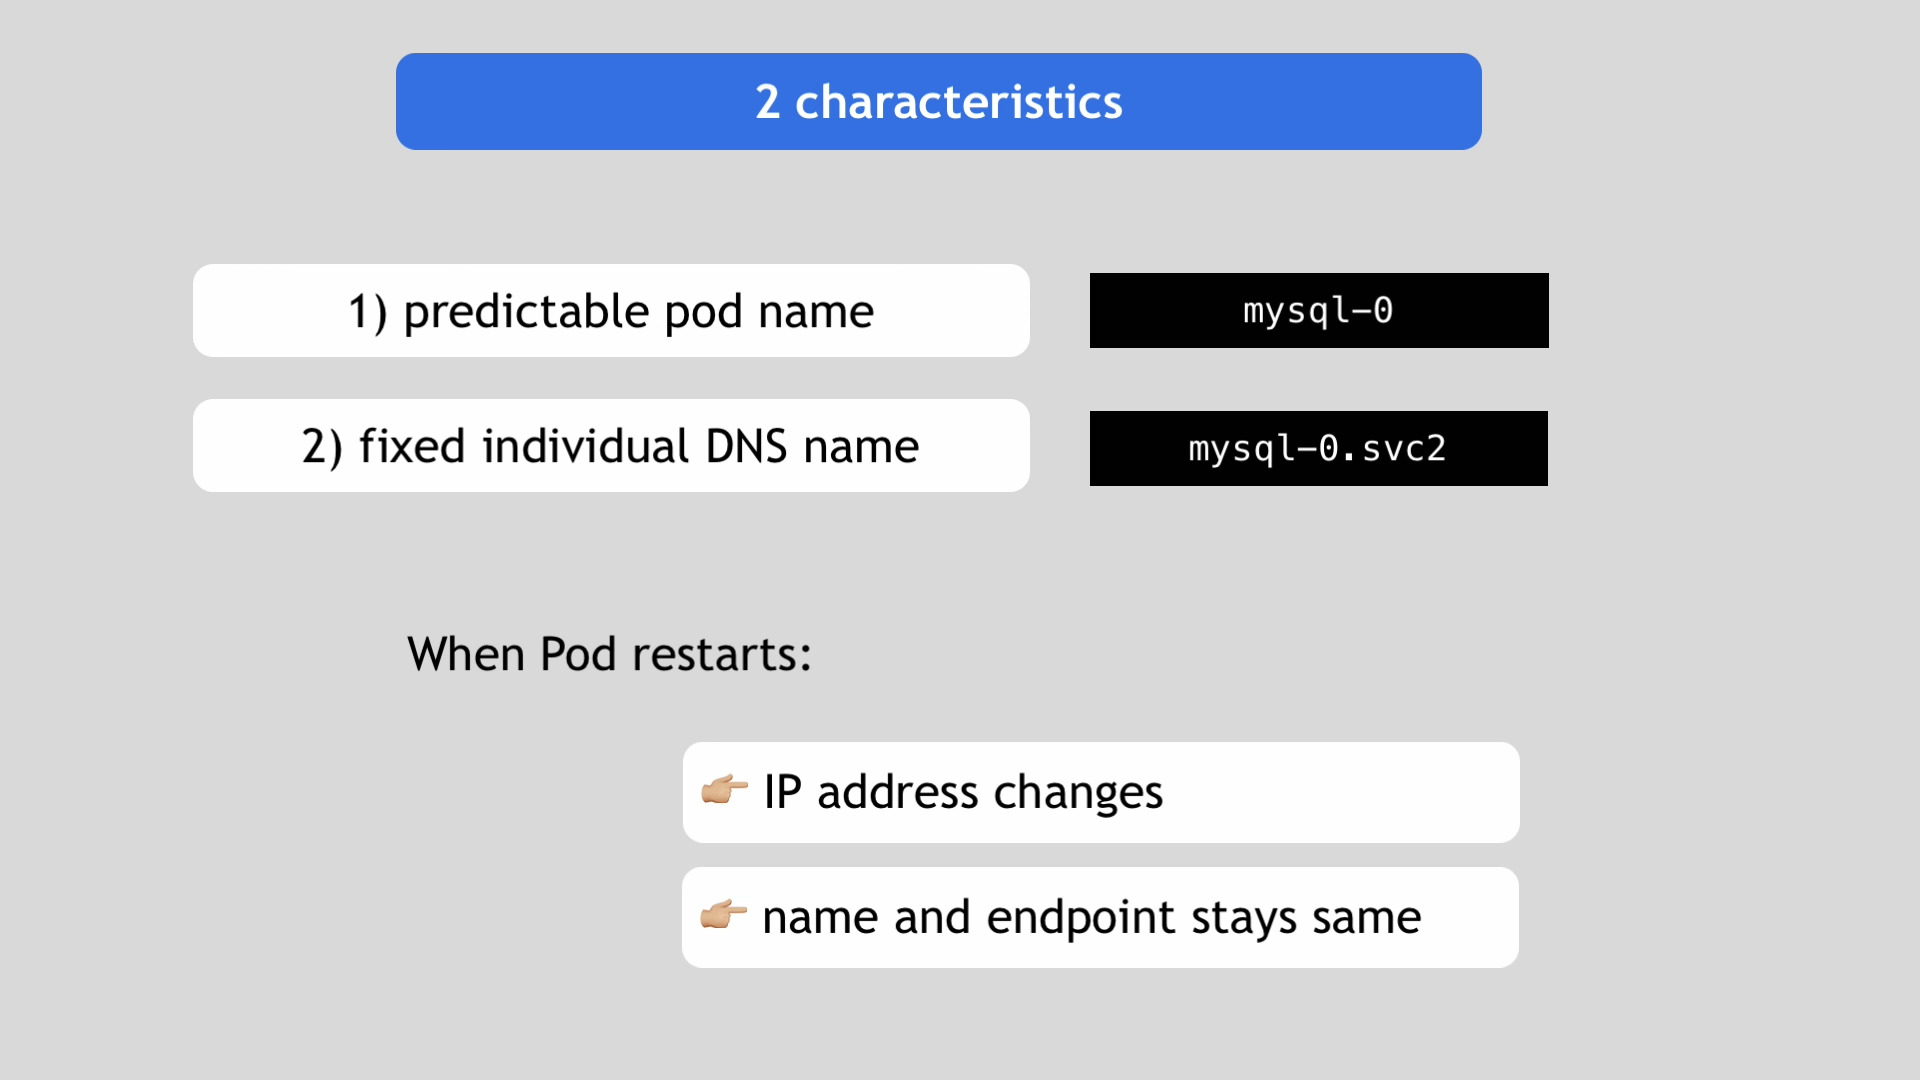 2 characteristics
1) predictable pod name
mysql-0
2) fixed individual DNS name
mysql-0.svc2
When Pod restarts:
👉🏼 IP address changes
👉🏼 name and endpoint stays same